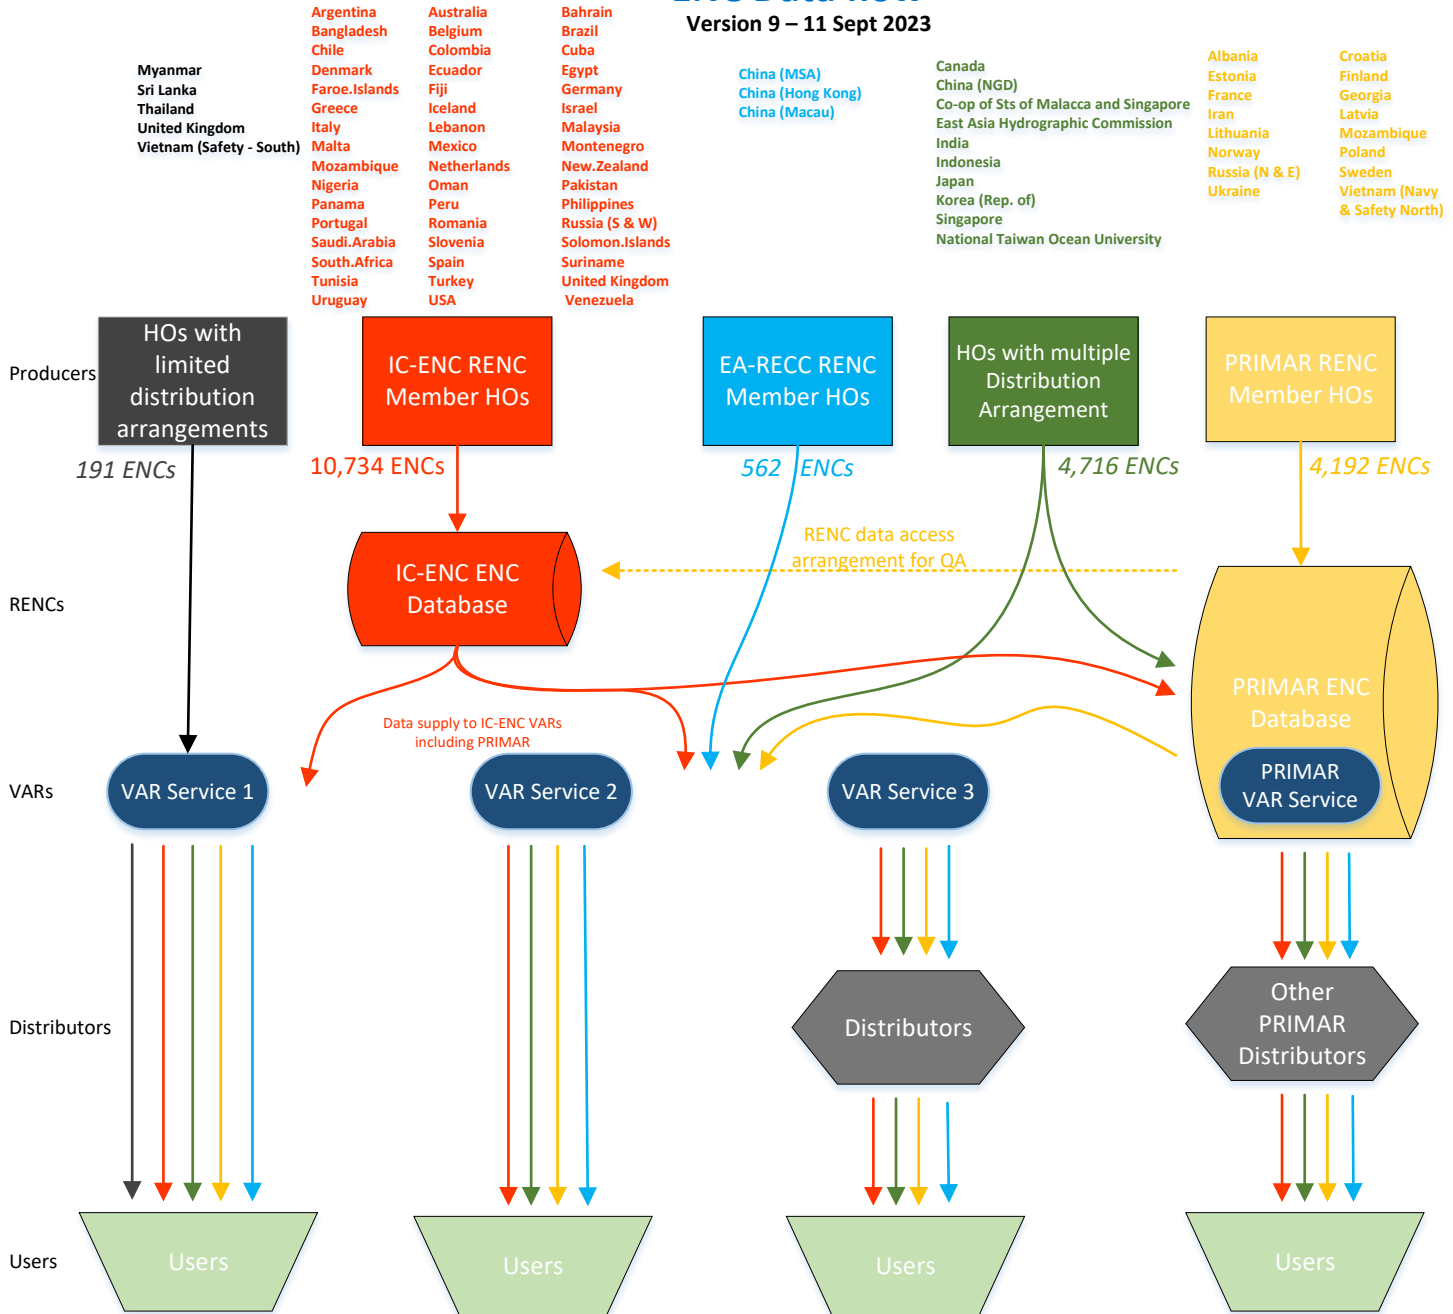 ENC Data flow
Version 9 – 11 Sept 2023
Myanmar
Sri Lanka
Thailand
United Kingdom
Vietnam (Safety - South)
Argentina Australia Bahrain
Bangladesh Belgium Brazil
Chile Colombia Cuba
Denmark Ecuador Egypt
Faroe.Islands Fiji Germany
Greece Iceland Israel
Italy Lebanon Malaysia
Malta Mexico Montenegro
Mozambique Netherlands New.Zealand
Nigeria Oman Pakistan
Panama Peru Philippines
Portugal Romania Russia (S & W)
Saudi.Arabia Slovenia Solomon.Islands
South.Africa Spain Suriname
Tunisia Turkey United Kingdom
Uruguay USA Venezuela
China (MSA)
China (Hong Kong)
China (Macau)
Canada
China (NGD)
Co-op of Sts of Malacca and Singapore
East Asia Hydrographic Commission
India
Indonesia
Japan
Korea (Rep. of)
Singapore
National Taiwan Ocean University
Albania Croatia
Estonia Finland
France Georgia
Iran Latvia
Lithuania Mozambique
Norway Poland
Russia (N & E) Sweden
Ukraine Vietnam (Navy
& Safety North)
Producers
HOs with
limited
distribution
arrangements
IC-ENC RENC
Member HOs
EA-RECC RENC
Member HOs
HOs with multiple
Distribution
Arrangement
PRIMAR RENC
Member HOs
191 ENCs
10,734 ENCs
562 ENCs
4,716 ENCs
4,192 ENCs
RENCs
IC-ENC ENC
Database
RENC data access
arrangement for QA
PRIMAR ENC
Database
Data supply to IC-ENC VARs
including PRIMAR
VARs
VAR Service 1
VAR Service 2
VAR Service 3
PRIMAR
VAR Service
Distributors
Distributors
Other
PRIMAR
Distributors
Users
Users
Users
Users
Users